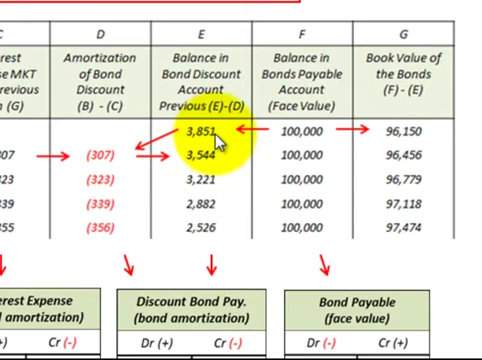 C D E F G
erest Amortization Balance in Balance in Book Value of
se MKT of Bond Bond Discount Bonds Payable the Bonds
revious Discount Account Account (F) - (E)
n (G) (B) - (C) Previous (E)-(D) (Face Value)
3,851 100,000 96,150
307 (307) 3,544 100,000 96,456
323 (323) 3,221 100,000 96,779
339 (339) 2,882 100,000 97,118
355 (356) 2,526 100,000 97,474
erest Expense Discount Bond Pay. Bond Payable
d amortization) (bond amortization) (face value)
+) Cr (-) Dr (+) Cr (-) Dr (-) Cr (+)